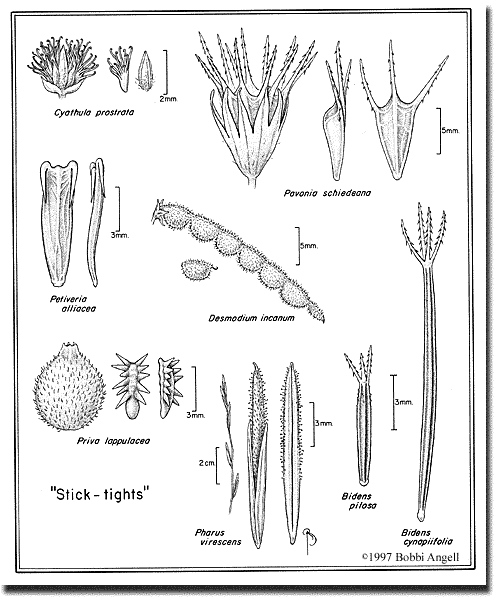 Cyathula prostrata
2mm.
Pavonia schiedeana
5mm.
Petiveria
alliacea
3mm.
Desmodium incanum
5mm.
Priva lappulacea
3mm.
"Stick-tights"
Pharus
virescens
2cm.
3mm.
Bidens
pilosa
3mm.
Bidens
cynapiifolia
©1997 Bobbi Angell